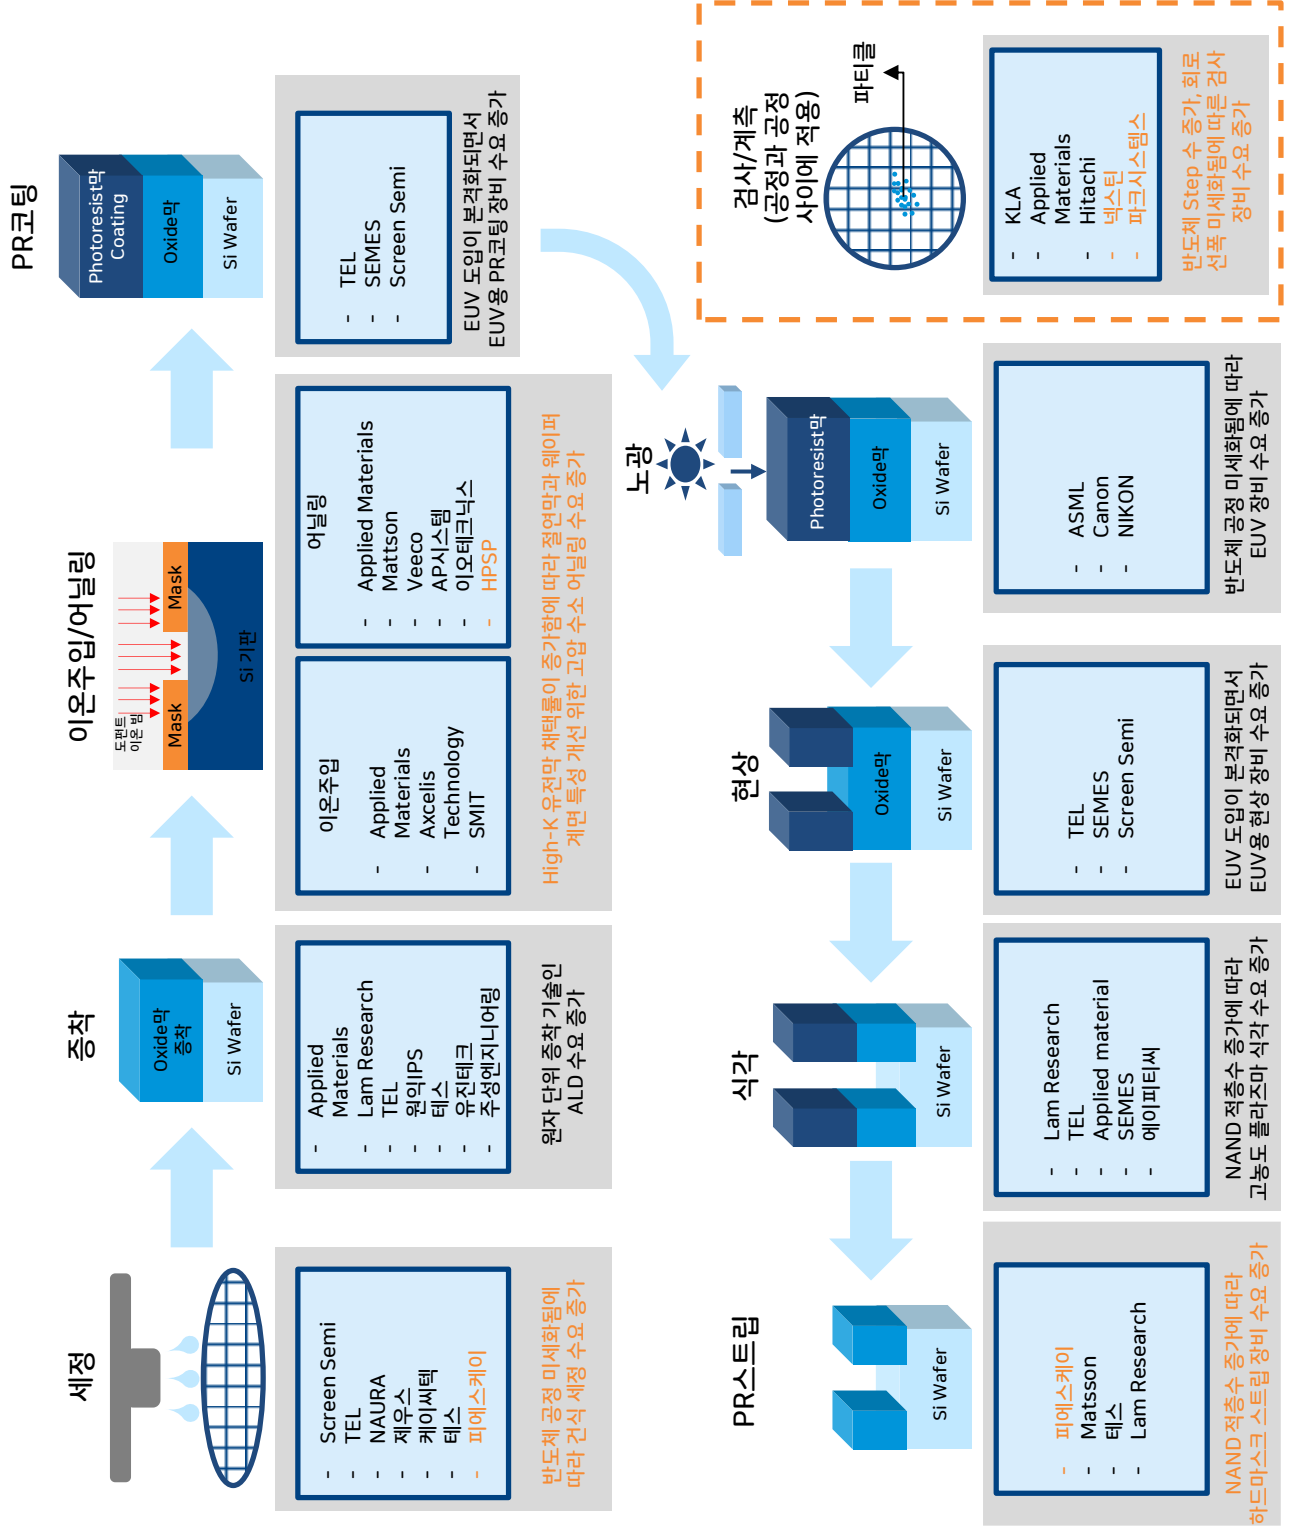 세정
- Screen Semi
- TEL
- NAURA
- 제우스
- 케이씨텍
- 테스
- 피에스케이
반도체 공정 미세화됨에
따라 건식 세정 수요 증가
증착
Oxide막
증착
Si Wafer
- Applied
Materials
- Lam Research
- TEL
- 원익IPS
- 테스
- 유진테크
- 주성엔지니어링
원자 단위 증착 기술인
ALD 수요 증가
이온주입/어닐링
도펀트
이온 빔
Mask
Mask
Si 기판
이온주입
- Applied
Materials
- Axcelis
Technology
- SMIT
어닐링
- Applied Materials
- Mattson
- Veeco
- AP시스템
- 이오테크닉스
- HPSP
High-K 유전막 채택률이 증가함에 따라 절연막과 웨이퍼
계면 특성 개선 위한 고압 수소 어닐링 수요 증가
PR코팅
Photoresist막
Coating
Oxide막
Si Wafer
- TEL
- SEMES
- Screen Semi
EUV 도입이 본격화되면서
EUV용 PR코팅 장비 수요 증가
노광
Photoresist막
Oxide막
Si Wafer
- ASML
- Canon
- NIKON
반도체 공정 미세화됨에 따라
EUV 장비 수요 증가
현상
Oxide막
Si Wafer
- TEL
- SEMES
- Screen Semi
EUV 도입이 본격화되면서
EUV용 현상 장비 수요 증가
식각
Si Wafer
- Lam Research
- TEL
- Applied material
- SEMES
- 에이피티씨
NAND 적층수 증가에 따라
고농도 플라즈마 식각 수요 증가
PR스트립
Si Wafer
- 피에스케이
- Matsson
- 테스
- Lam Research
NAND 적층수 증가에 따라
하드마스크 스트립 장비 수요 증가
검사/계측
(공정과 공정
사이에 적용)
파티클
- KLA
- Applied
Materials
- Hitachi
- 넥스틴
- 파크시스템스
반도체 Step 수 증가, 회로
선폭 미세화됨에 따른 검사
장비 수요 증가